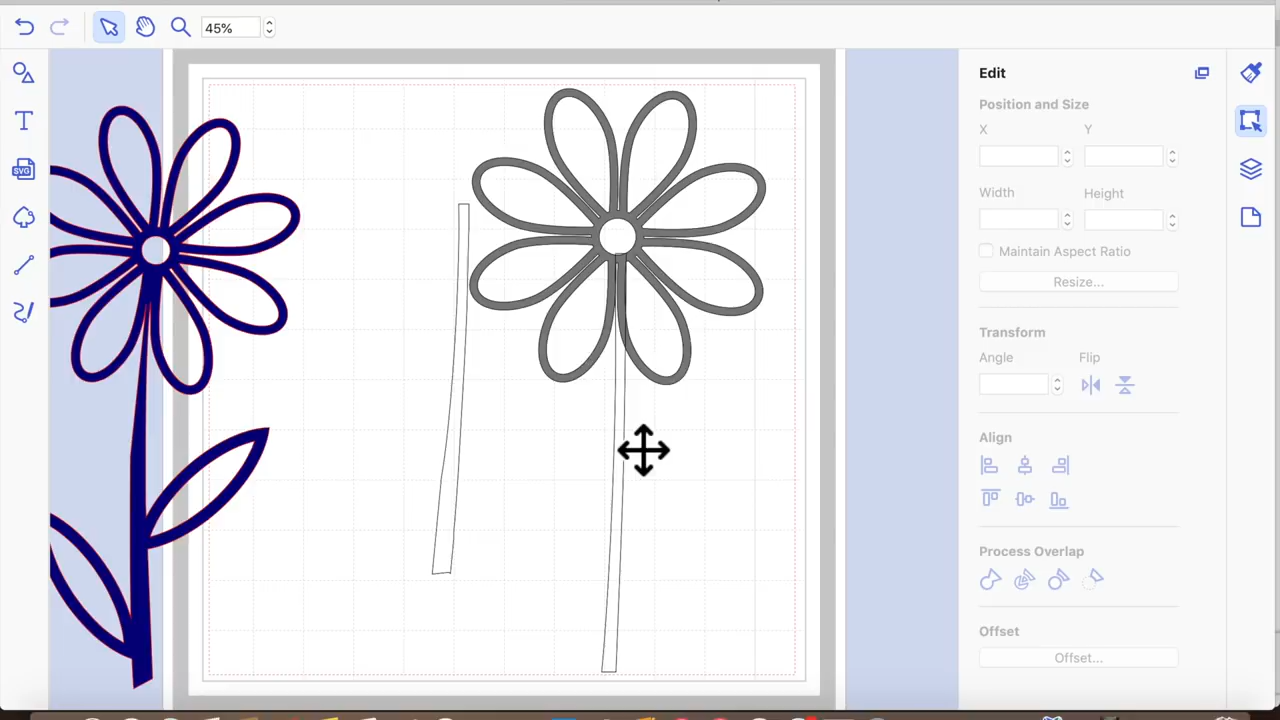 45%
T
SVG
Edit
Position and Size
X Y
Width Height
Maintain Aspect Ratio
Resize...
Transform
Angle Flip
Align
Process Overlap
Offset
Offset...